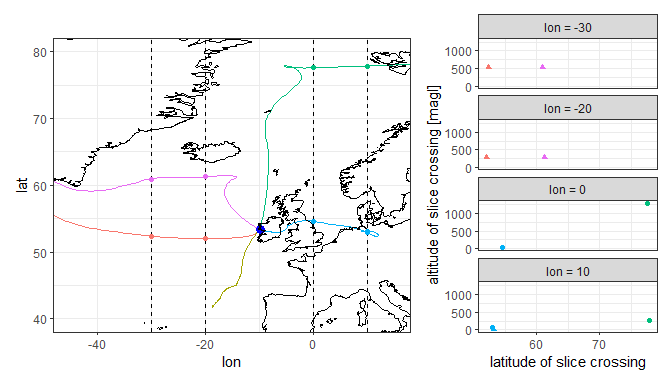 80
70
60
50
40
lat
-40
-20
0
lon
altitude of slice crossing [magl]
lon = -30
1000
500
0
lon = -20
1000
500
0
lon = 0
1000
500
0
lon = 10
1000
500
0
60
70
latitude of slice crossing